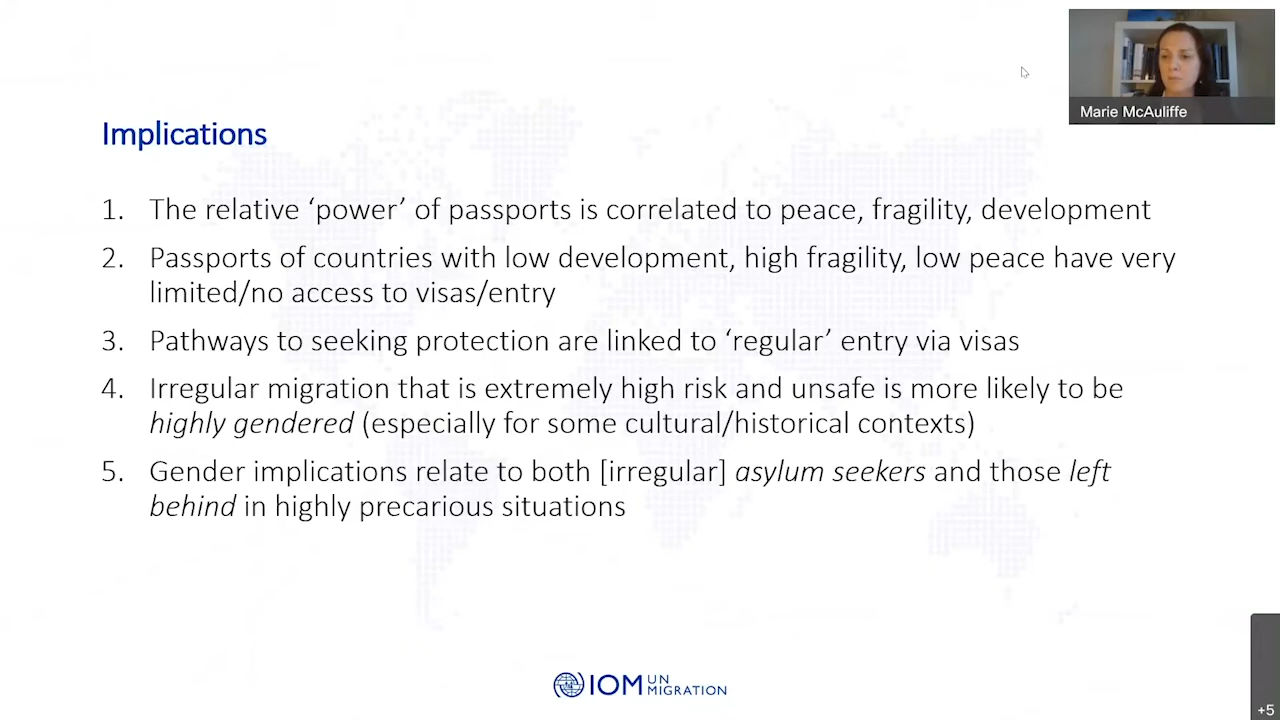 Marie McAuliffe
Implications
1. The relative ‘power’ of passports is correlated to peace, fragility, development
2. Passports of countries with low development, high fragility, low peace have very
limited/no access to visas/entry
3. Pathways to seeking protection are linked to ‘regular’ entry via visas
4. Irregular migration that is extremely high risk and unsafe is more likely to be
highly gendered (especially for some cultural/historical contexts)
5. Gender implications relate to both [irregular] asylum seekers and those left
behind in highly precarious situations
IOM UN
MIGRATION
+5